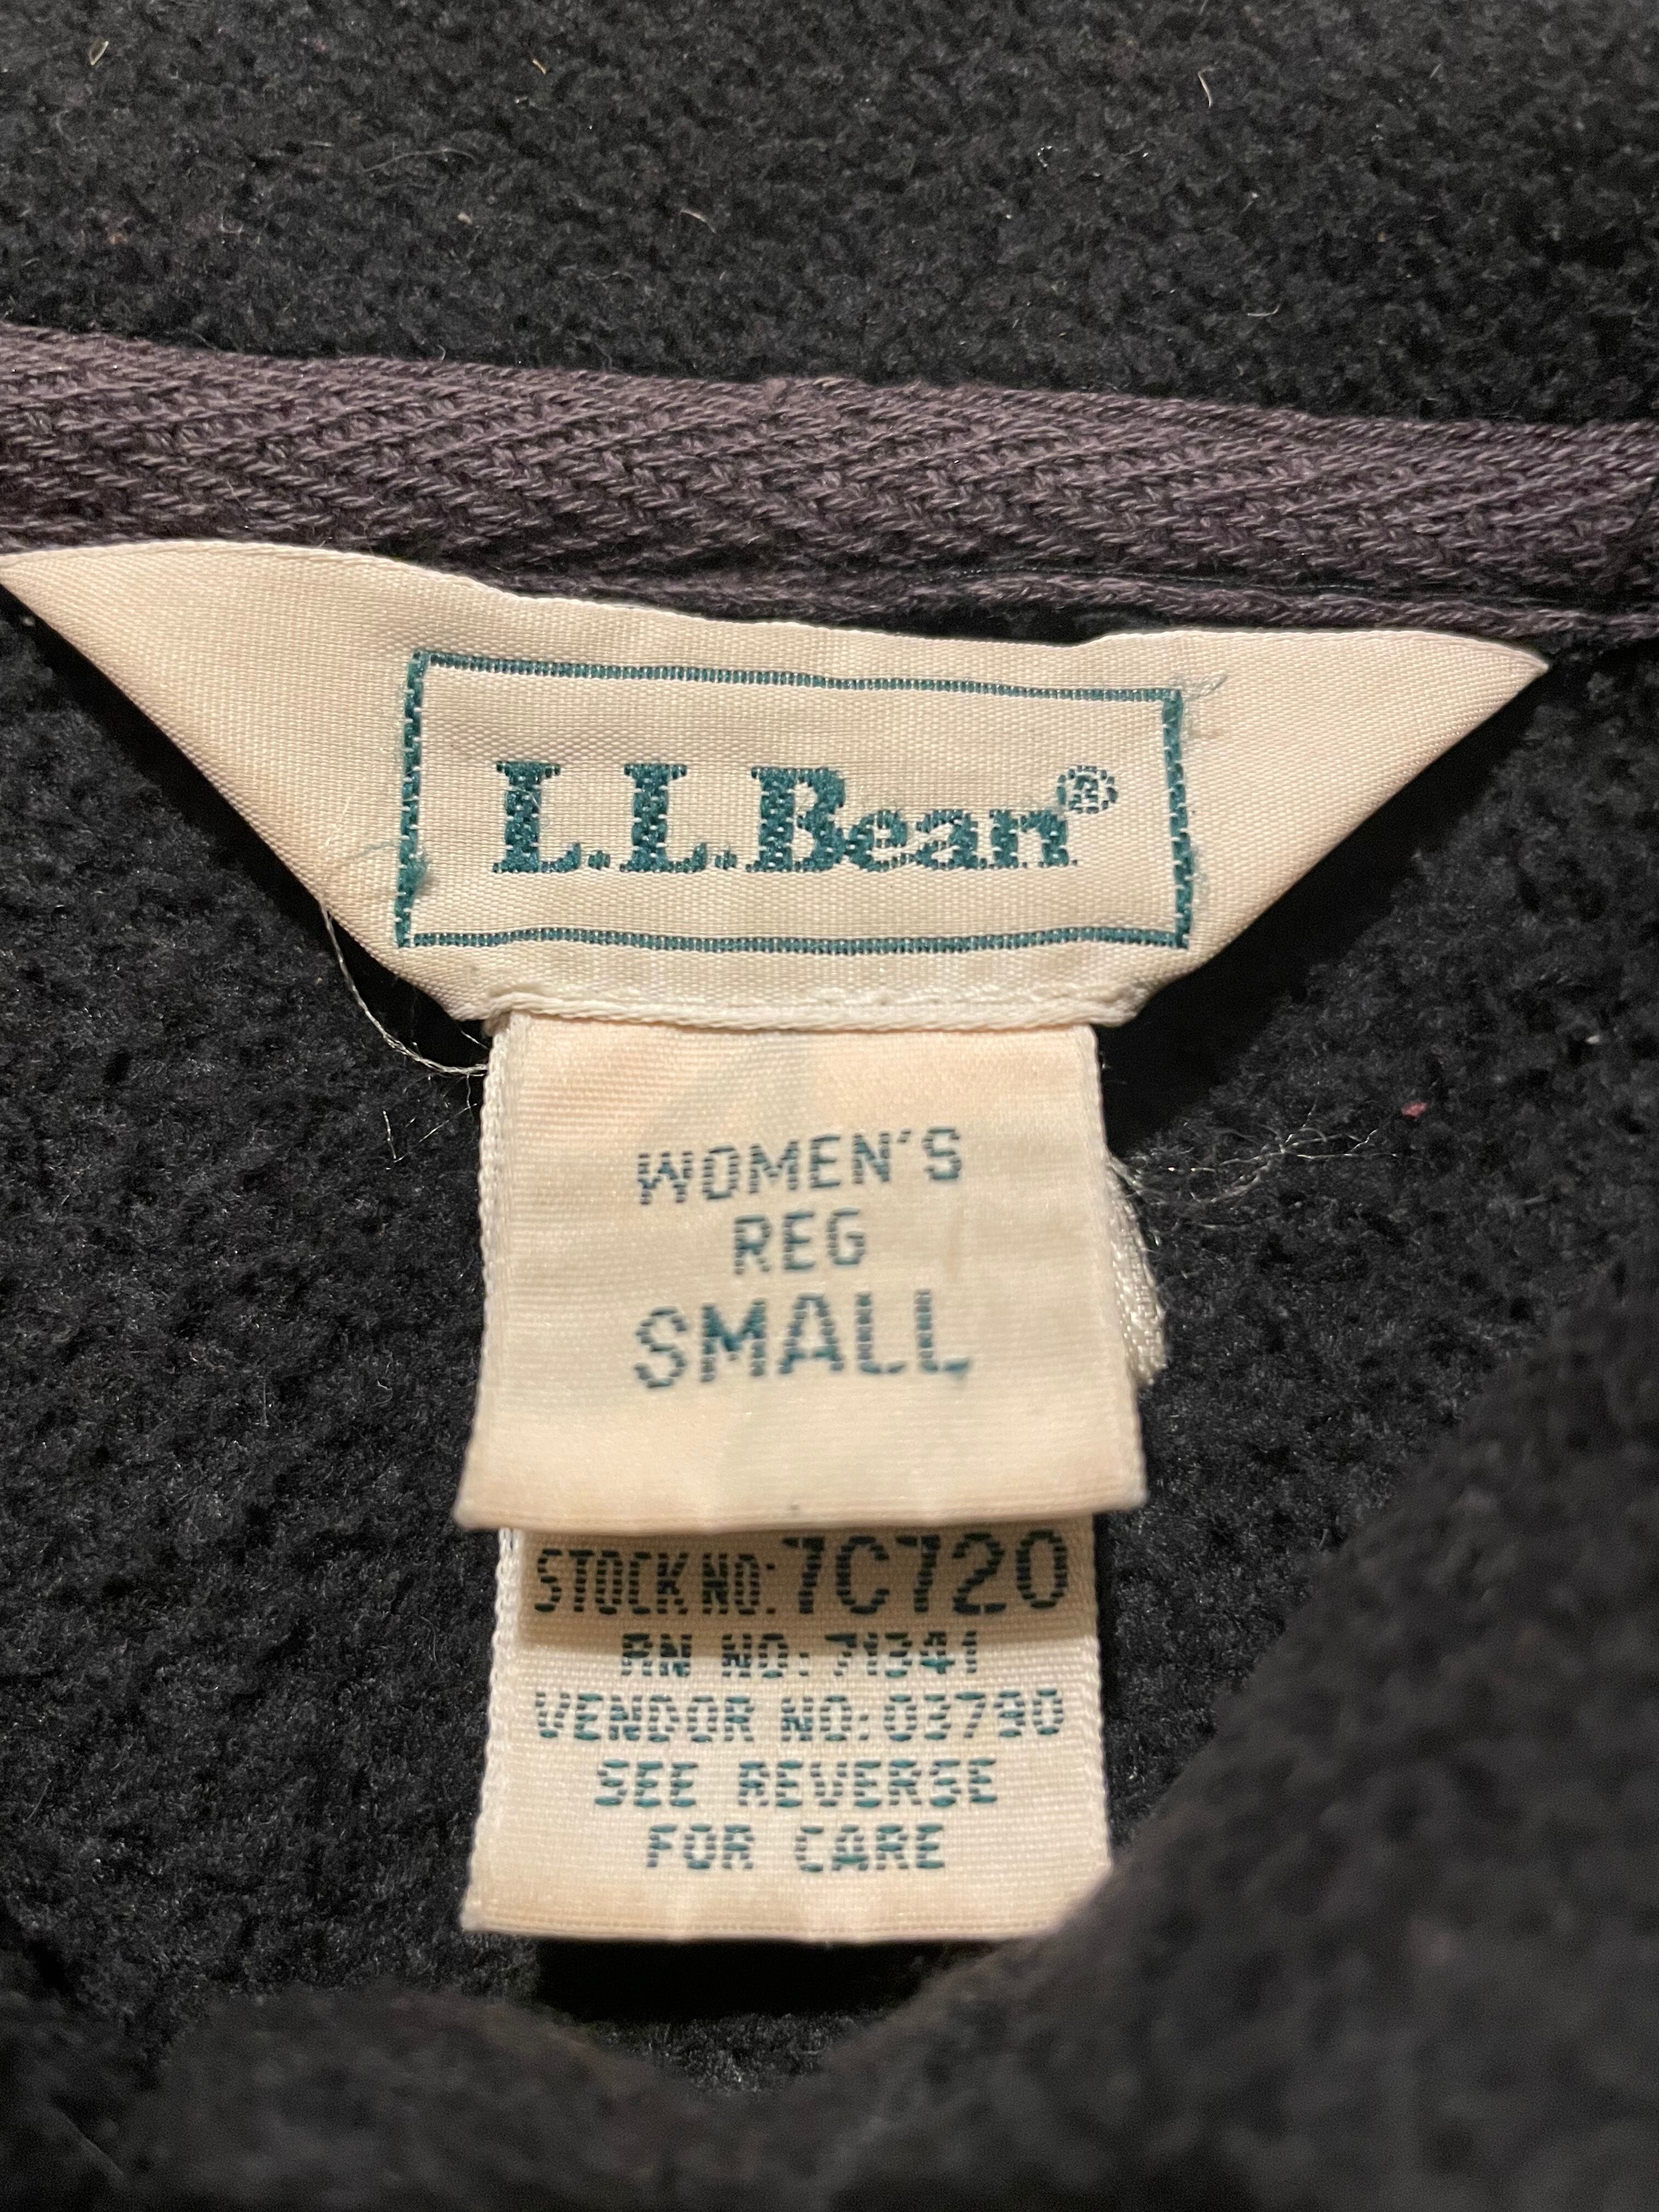 L.L.Bean®
WOMEN'S
REG
SMALL
STOCK NO: 7C720
RN NO: 71341
VENDOR NO: 03790
SEE REVERSE
FOR CARE